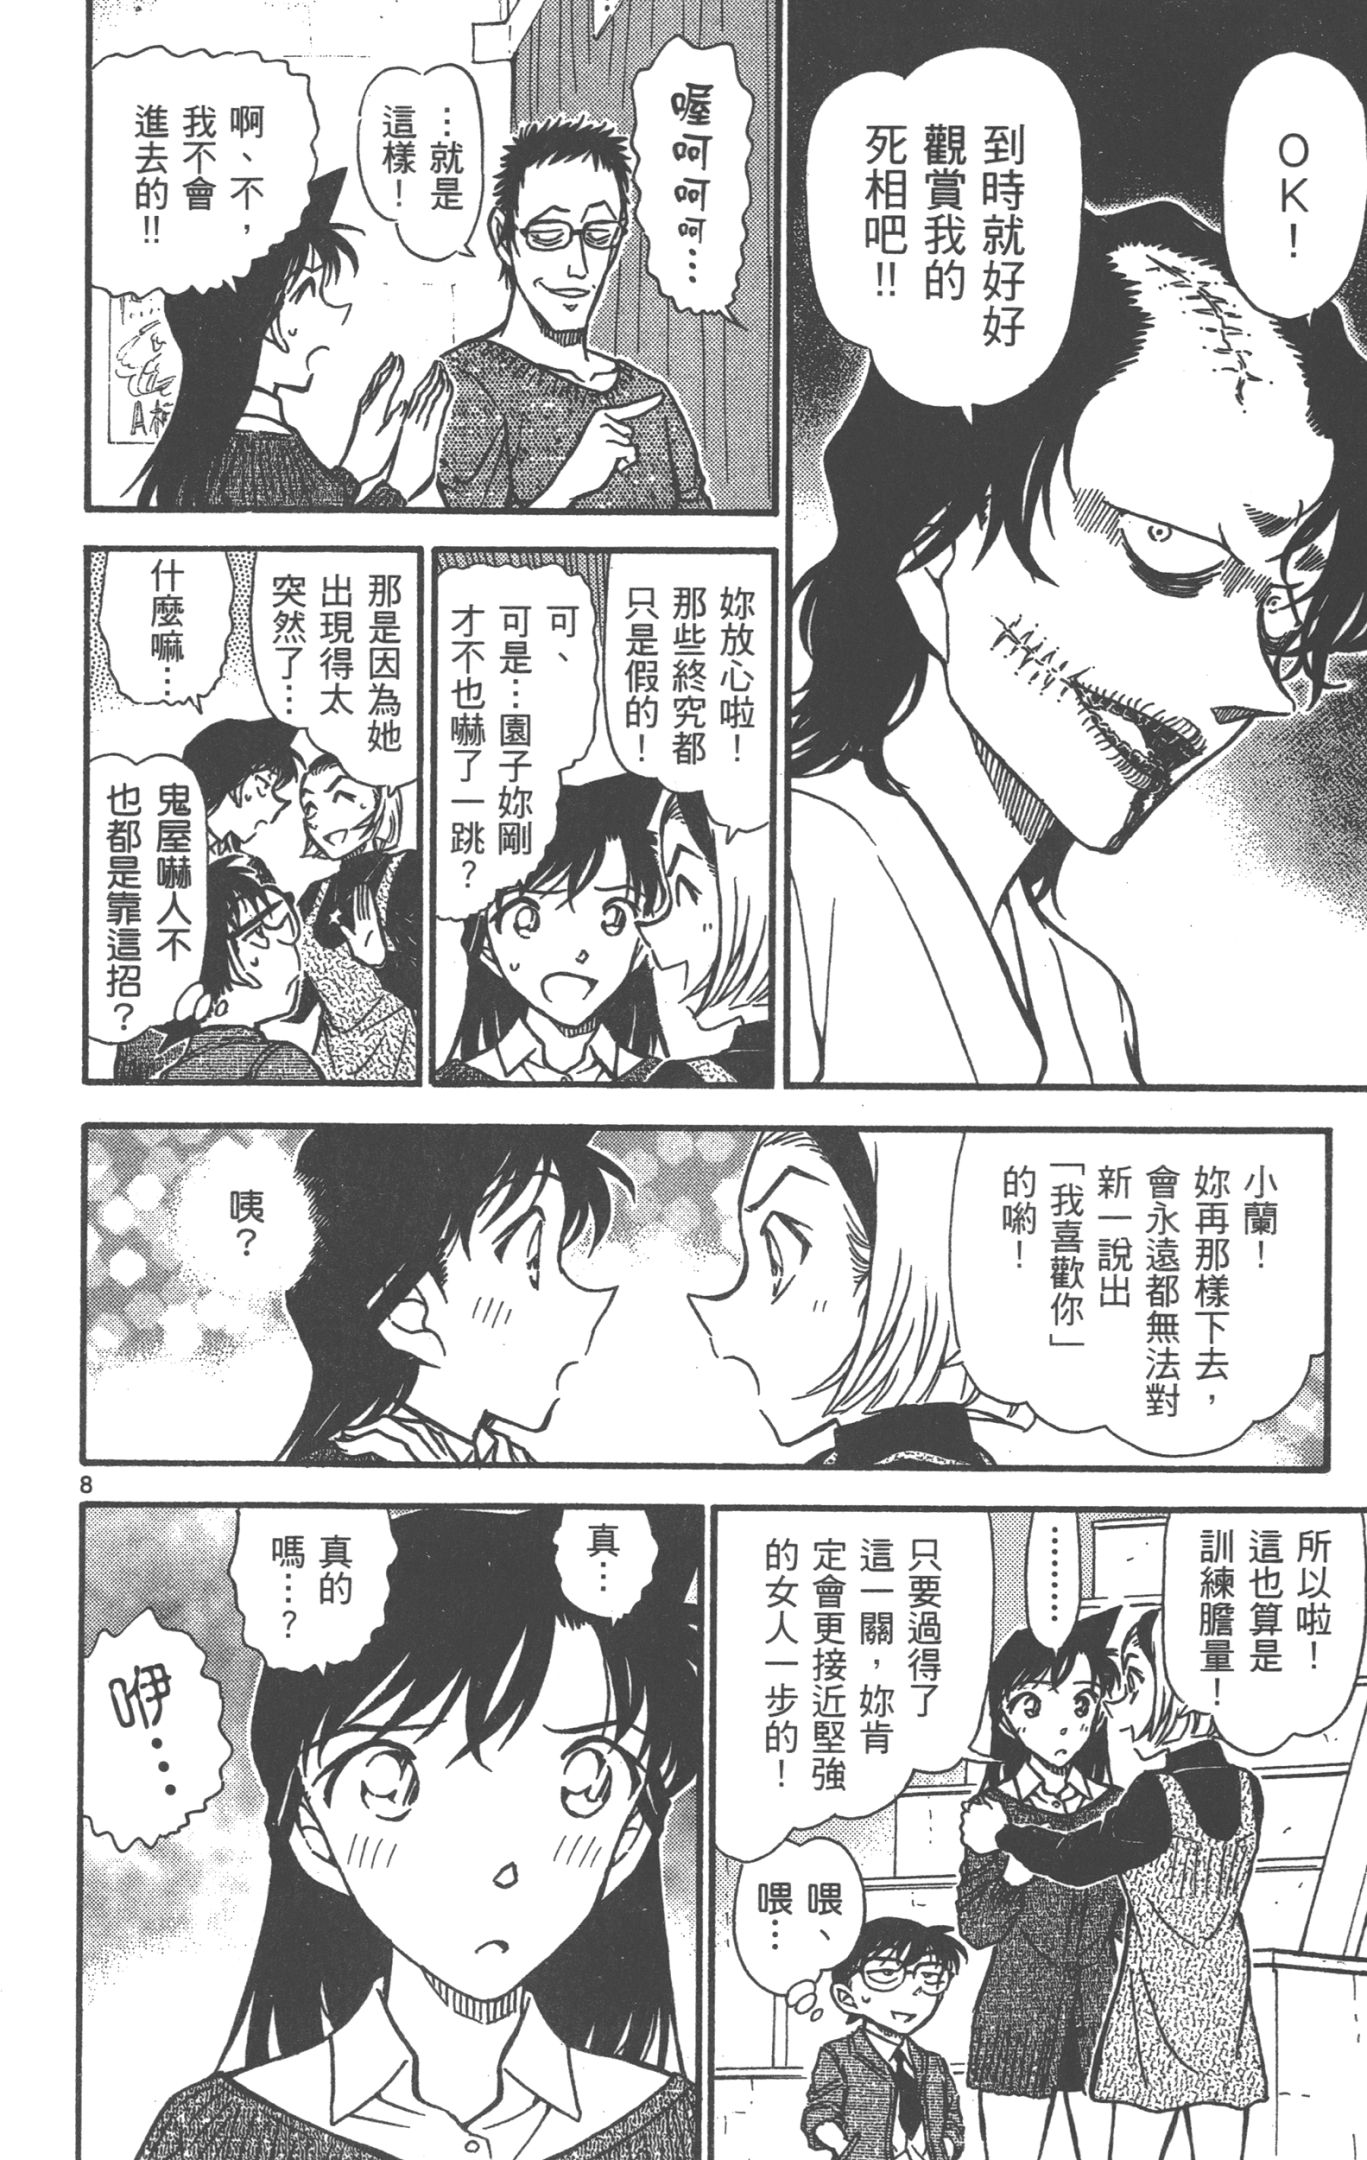 OK！
到時就好好
觀賞我的
死相吧!!
喔呵呵呵…
…就是
這樣！
啊、不，
我不會
進去的!!
A棟
妳放心啦！
那些終究都
只是假的！
可、
可是…園子妳剛
才不也嚇了一跳？
那是因為她
出現得太
突然了…
什麼嘛…
鬼屋嚇人不
也都是靠這招？
小蘭！
妳再那樣下去，
會永遠都無法對
新一說出
「我喜歡你」
的喲！
咦？
8
所以啦！
這也算是
訓練膽量！
………
只要過得了
這一關，妳肯
定會更接近堅強
的女人一步的！
喂、
喂…
真…
真的
嗎…？
咿…